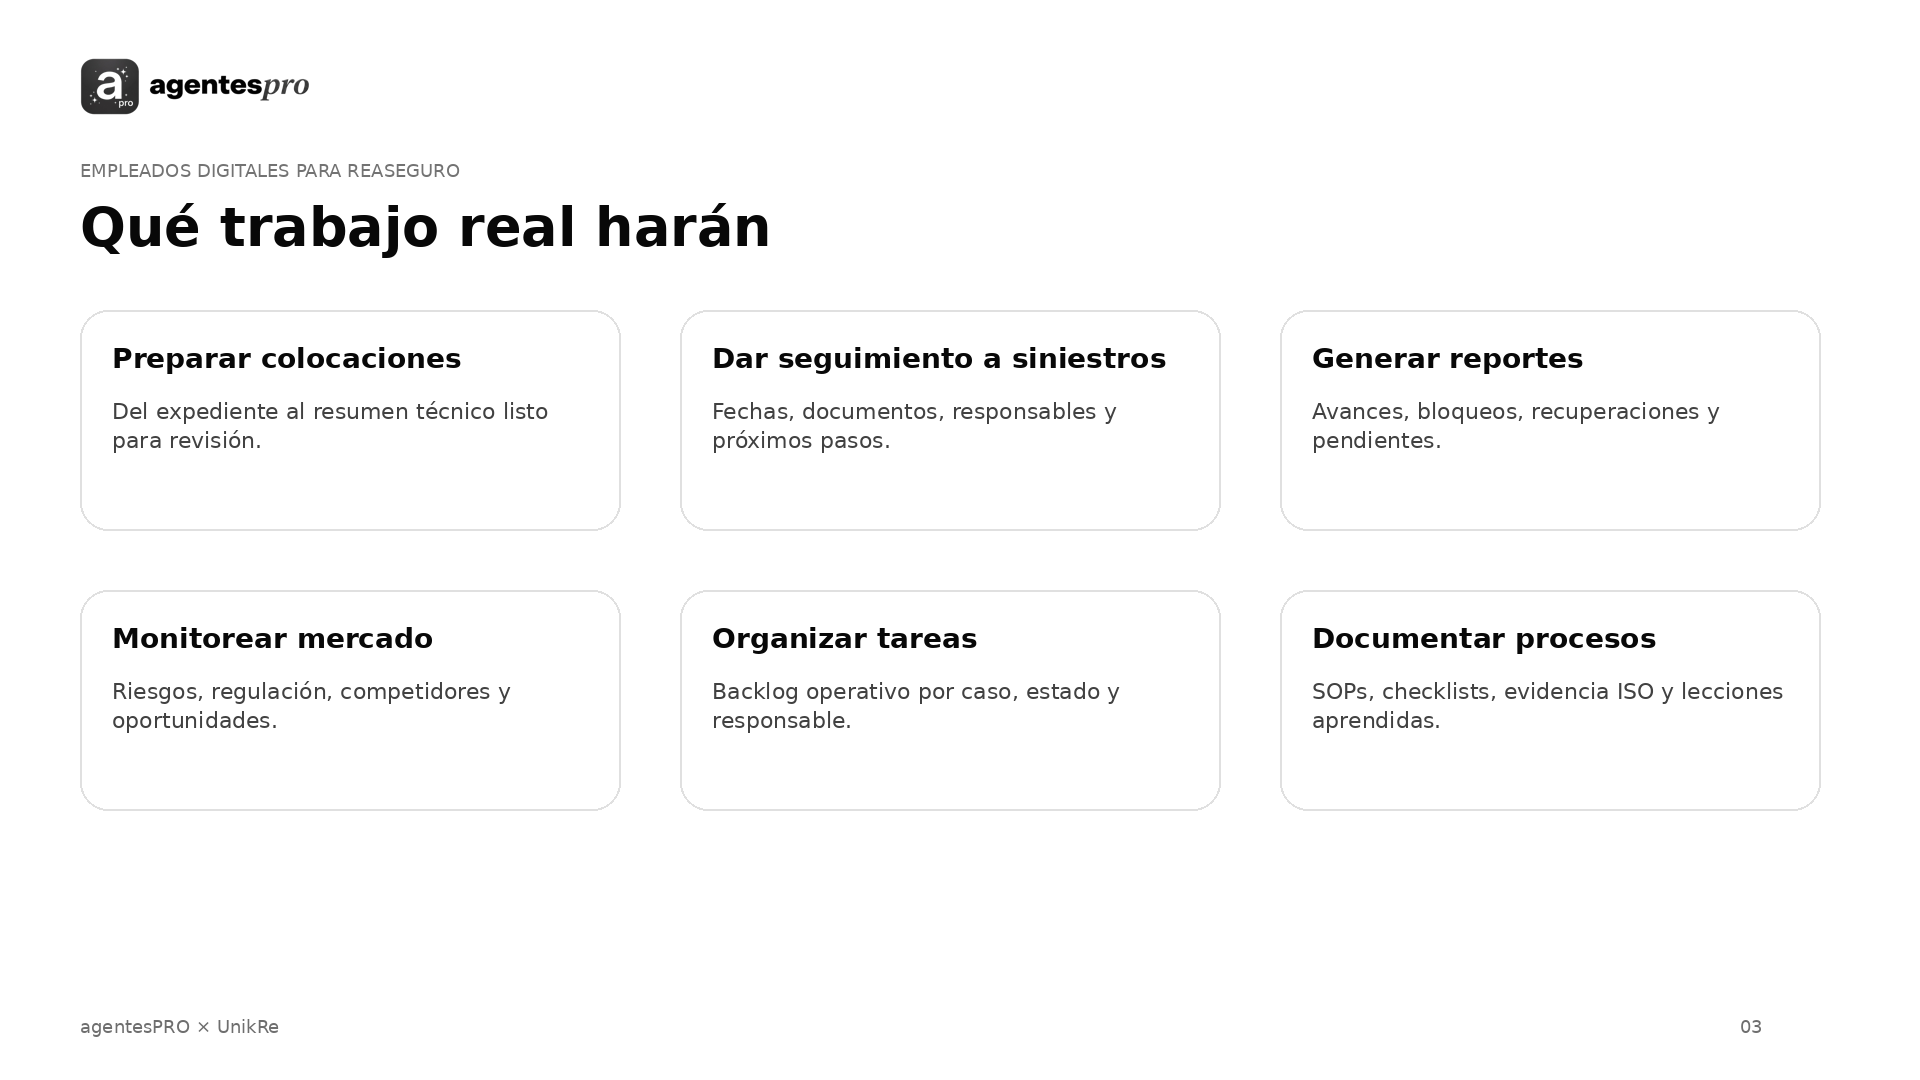 a
pro
agentespro
EMPLEADOS DIGITALES PARA REASEGURO
Qué trabajo real harán
Preparar colocaciones
Del expediente al resumen técnico listo
para revisión.
Dar seguimiento a siniestros
Fechas, documentos, responsables y
próximos pasos.
Generar reportes
Avances, bloqueos, recuperaciones y
pendientes.
Monitorear mercado
Riesgos, regulación, competidores y
oportunidades.
Organizar tareas
Backlog operativo por caso, estado y
responsable.
Documentar procesos
SOPs, checklists, evidencia ISO y lecciones
aprendidas.
agentesPRO × UnikRe
03